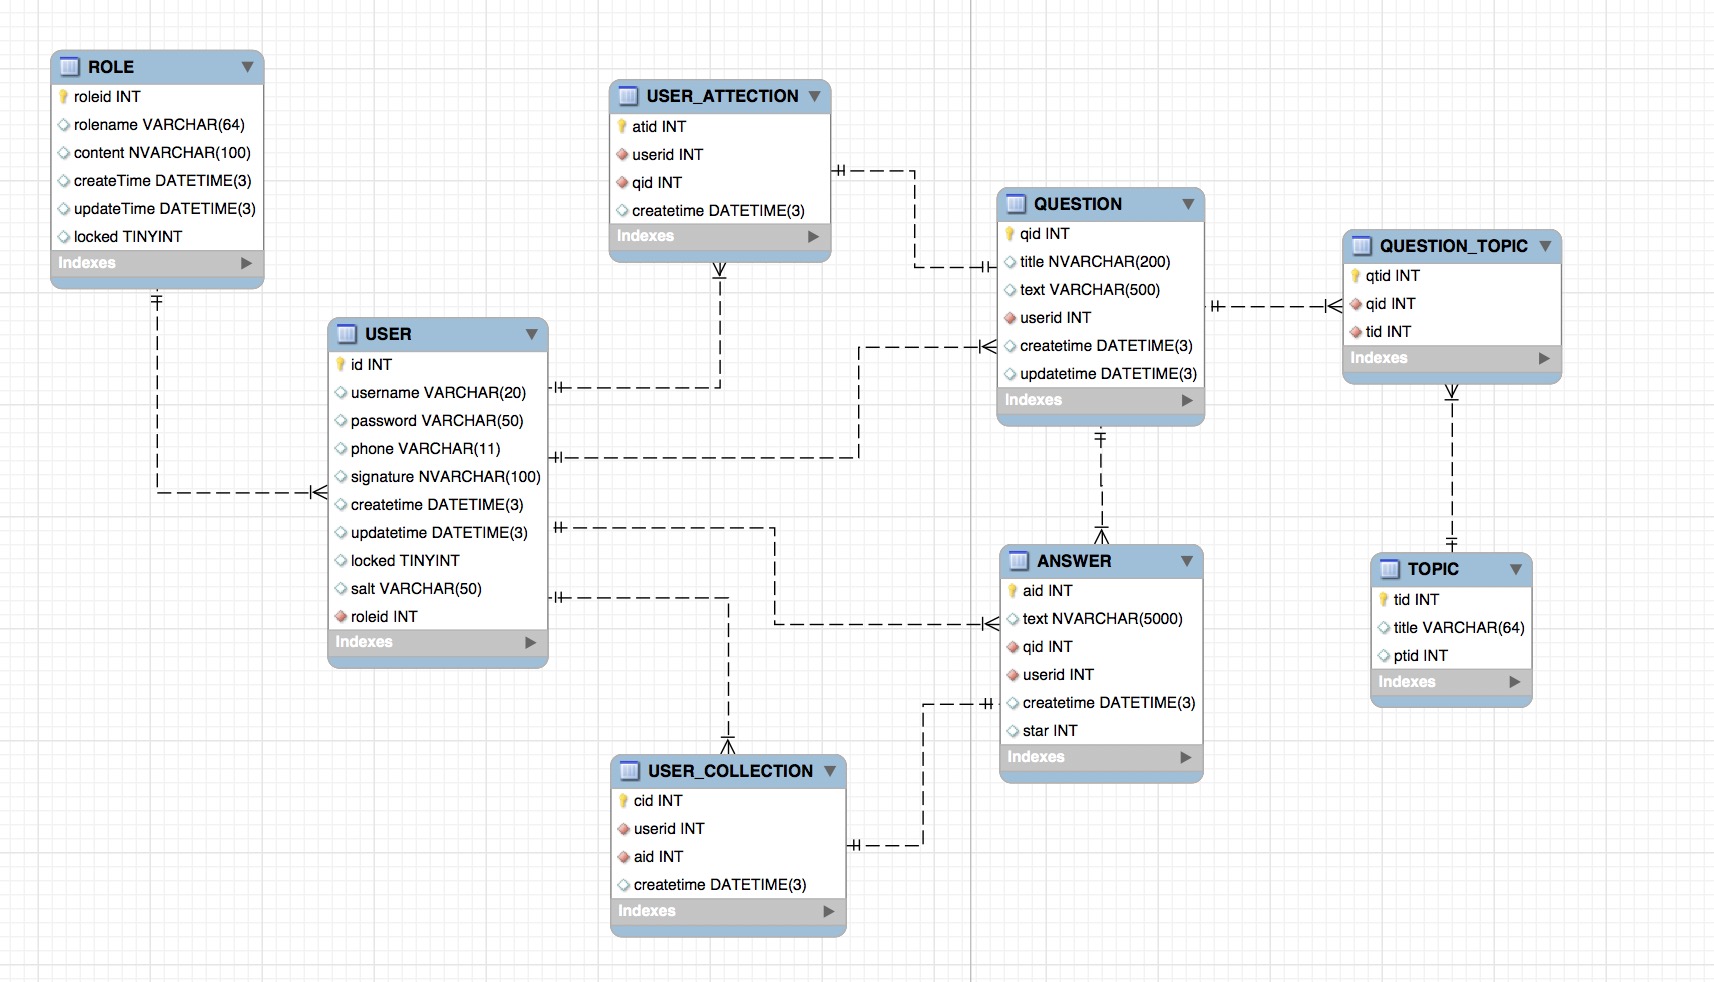 ROLE
roleid INT
rolename VARCHAR(64)
content NVARCHAR(100)
createTime DATETIME(3)
updateTime DATETIME(3)
locked TINYINT
Indexes
USER
id INT
username VARCHAR(20)
password VARCHAR(50)
phone VARCHAR(11)
signature NVARCHAR(100)
createtime DATETIME(3)
updatetime DATETIME(3)
locked TINYINT
salt VARCHAR(50)
roleid INT
Indexes
USER_ATTECTION
atid INT
userid INT
qid INT
createtime DATETIME(3)
Indexes
USER_COLLECTION
cid INT
userid INT
aid INT
createtime DATETIME(3)
Indexes
QUESTION
qid INT
title NVARCHAR(200)
text VARCHAR(500)
userid INT
createtime DATETIME(3)
updatetime DATETIME(3)
Indexes
ANSWER
aid INT
text NVARCHAR(5000)
qid INT
userid INT
createtime DATETIME(3)
star INT
Indexes
QUESTION_TOPIC
qtid INT
qid INT
tid INT
Indexes
TOPIC
tid INT
title VARCHAR(64)
ptid INT
Indexes